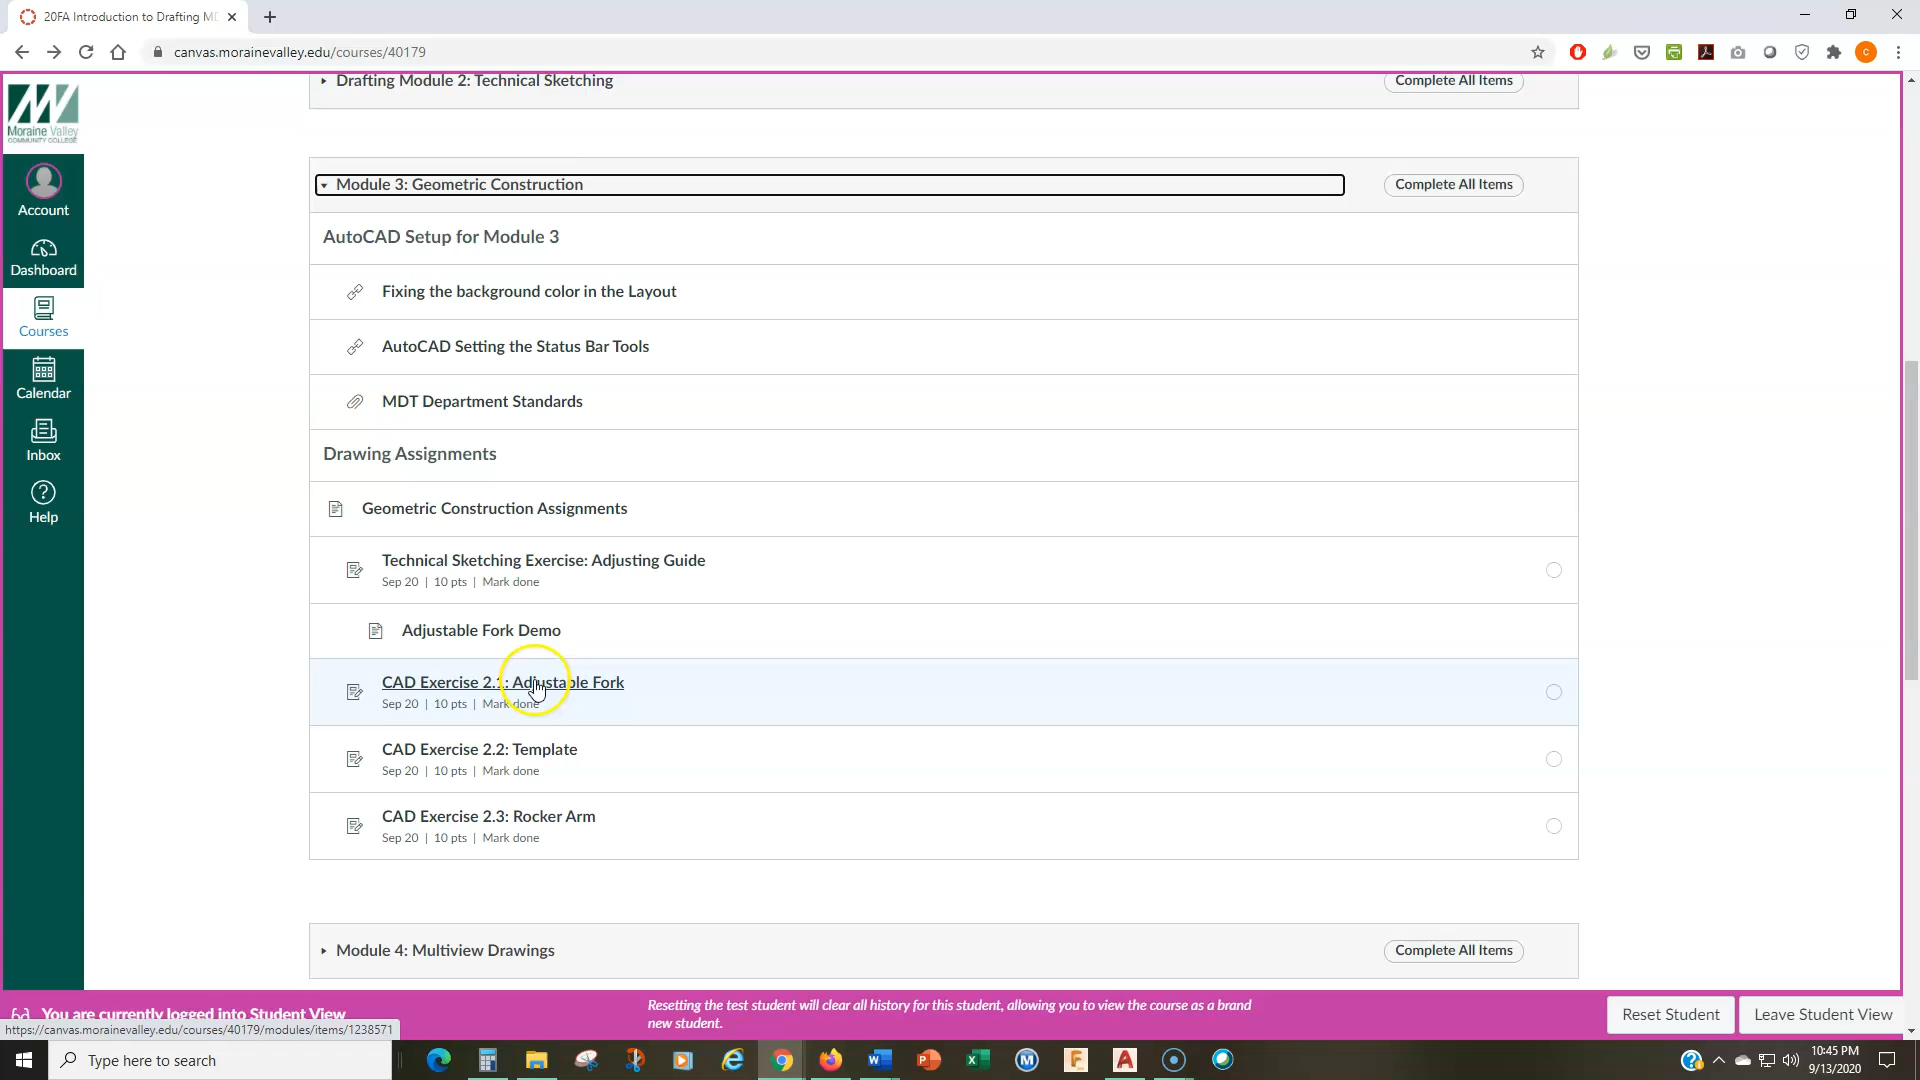 20FA Introduction to Drafting MD
canvas.morainevalley.edu/courses/40179
C
Drafting Module 2: Technical Sketching
Complete All Items
Moraine Valley
COMMUNITY COLLEGE
Account
Dashboard
Courses
Calendar
Inbox
Help
Module 3: Geometric Construction
Complete All Items
AutoCAD Setup for Module 3
Fixing the background color in the Layout
AutoCAD Setting the Status Bar Tools
MDT Department Standards
Drawing Assignments
Geometric Construction Assignments
Technical Sketching Exercise: Adjusting Guide
Sep 20 | 10 pts | Mark done
Adjustable Fork Demo
CAD Exercise 2.1: Adjustable Fork
Sep 20 | 10 pts | Mark done
CAD Exercise 2.2: Template
Sep 20 | 10 pts | Mark done
CAD Exercise 2.3: Rocker Arm
Sep 20 | 10 pts | Mark done
Module 4: Multiview Drawings
Complete All Items
You are currently logged into Student View
Resetting the test student will clear all history for this student, allowing you to view the course as a brand
new student.
Reset Student
Leave Student View
https://canvas.morainevalley.edu/courses/40179/modules/items/1238571
Type here to search
10:45 PM
9/13/2020